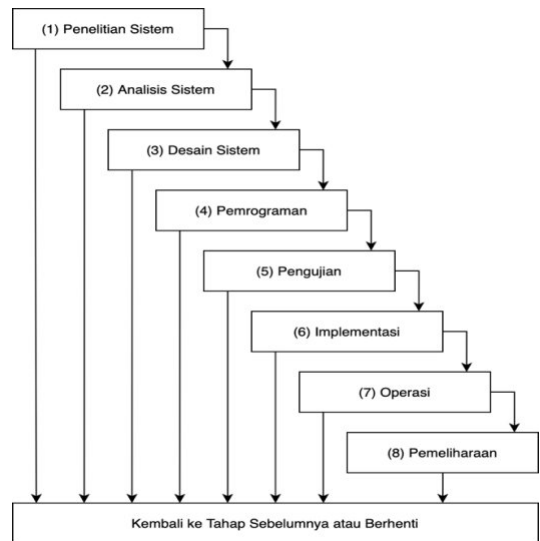 (1) Penelitian Sistem
(2) Analisis Sistem
(3) Desain Sistem
(4) Pemrograman
(5) Pengujian
(6) Implementasi
(7) Operasi
(8) Pemeliharaan
Kembali ke Tahap Sebelumnya atau Berhenti